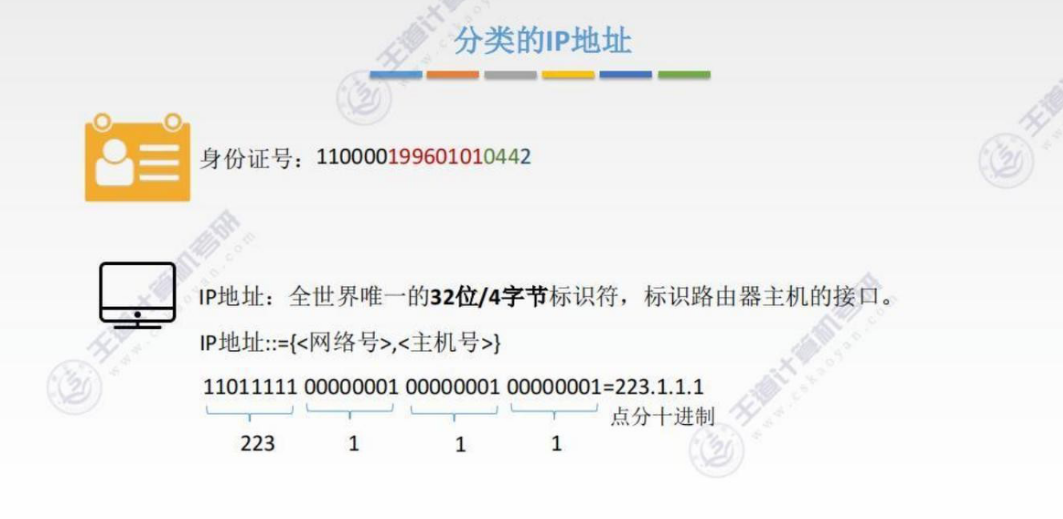 分类的IP地址
身份证号：110000199601010442
IP地址：全世界唯一的32位/4字节标识符，标识路由器主机的接口。
IP地址::={<网络号>,<主机号>}
11011111 00000001 00000001 00000001=223.1.1.1
点分十进制
223 1 1 1
王道计算机考研
www.cskaoyan.com